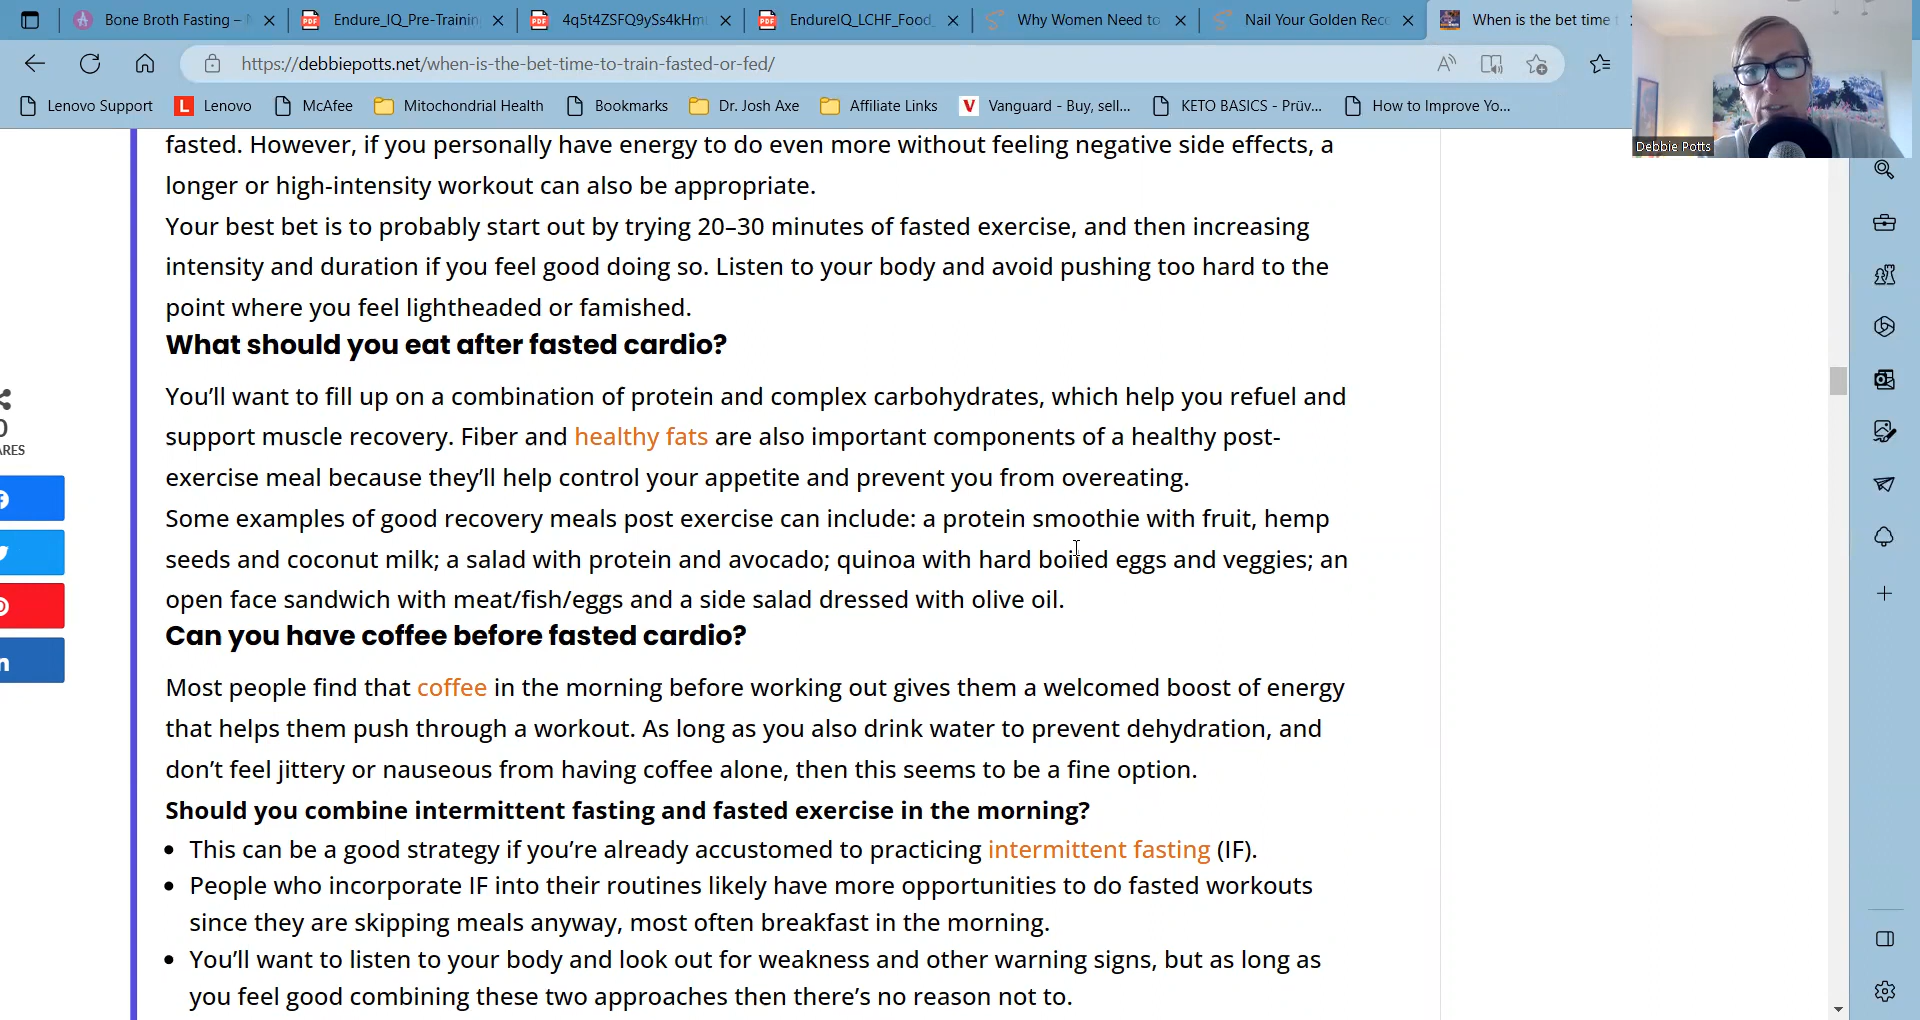 Bone Broth Fasting –
Endure_IQ_Pre-Training
4q5t4ZSFQ9ySs4kHm
EndureIQ_LCHF_Food_
Why Women Need to
Nail Your Golden Reco
When is the bet time
https://debbiepotts.net/when-is-the-bet-time-to-train-fasted-or-fed/
Lenovo Support
Lenovo
McAfee
Mitochondrial Health
Bookmarks
Dr. Josh Axe
Affiliate Links
Vanguard - Buy, sell...
KETO BASICS - Prüv...
How to Improve Yo...
Debbie Potts
fasted. However, if you personally have energy to do even more without feeling negative side effects, a
longer or high-intensity workout can also be appropriate.
Your best bet is to probably start out by trying 20–30 minutes of fasted exercise, and then increasing
intensity and duration if you feel good doing so. Listen to your body and avoid pushing too hard to the
point where you feel lightheaded or famished.
What should you eat after fasted cardio?
You’ll want to fill up on a combination of protein and complex carbohydrates, which help you refuel and
support muscle recovery. Fiber and healthy fats are also important components of a healthy post-
exercise meal because they’ll help control your appetite and prevent you from overeating.
Some examples of good recovery meals post exercise can include: a protein smoothie with fruit, hemp
seeds and coconut milk; a salad with protein and avocado; quinoa with hard boiled eggs and veggies; an
open face sandwich with meat/fish/eggs and a side salad dressed with olive oil.
Can you have coffee before fasted cardio?
Most people find that coffee in the morning before working out gives them a welcomed boost of energy
that helps them push through a workout. As long as you also drink water to prevent dehydration, and
don’t feel jittery or nauseous from having coffee alone, then this seems to be a fine option.
Should you combine intermittent fasting and fasted exercise in the morning?
• This can be a good strategy if you’re already accustomed to practicing intermittent fasting (IF).
• People who incorporate IF into their routines likely have more opportunities to do fasted workouts
since they are skipping meals anyway, most often breakfast in the morning.
• You’ll want to listen to your body and look out for weakness and other warning signs, but as long as
you feel good combining these two approaches then there’s no reason not to.
0
ARES